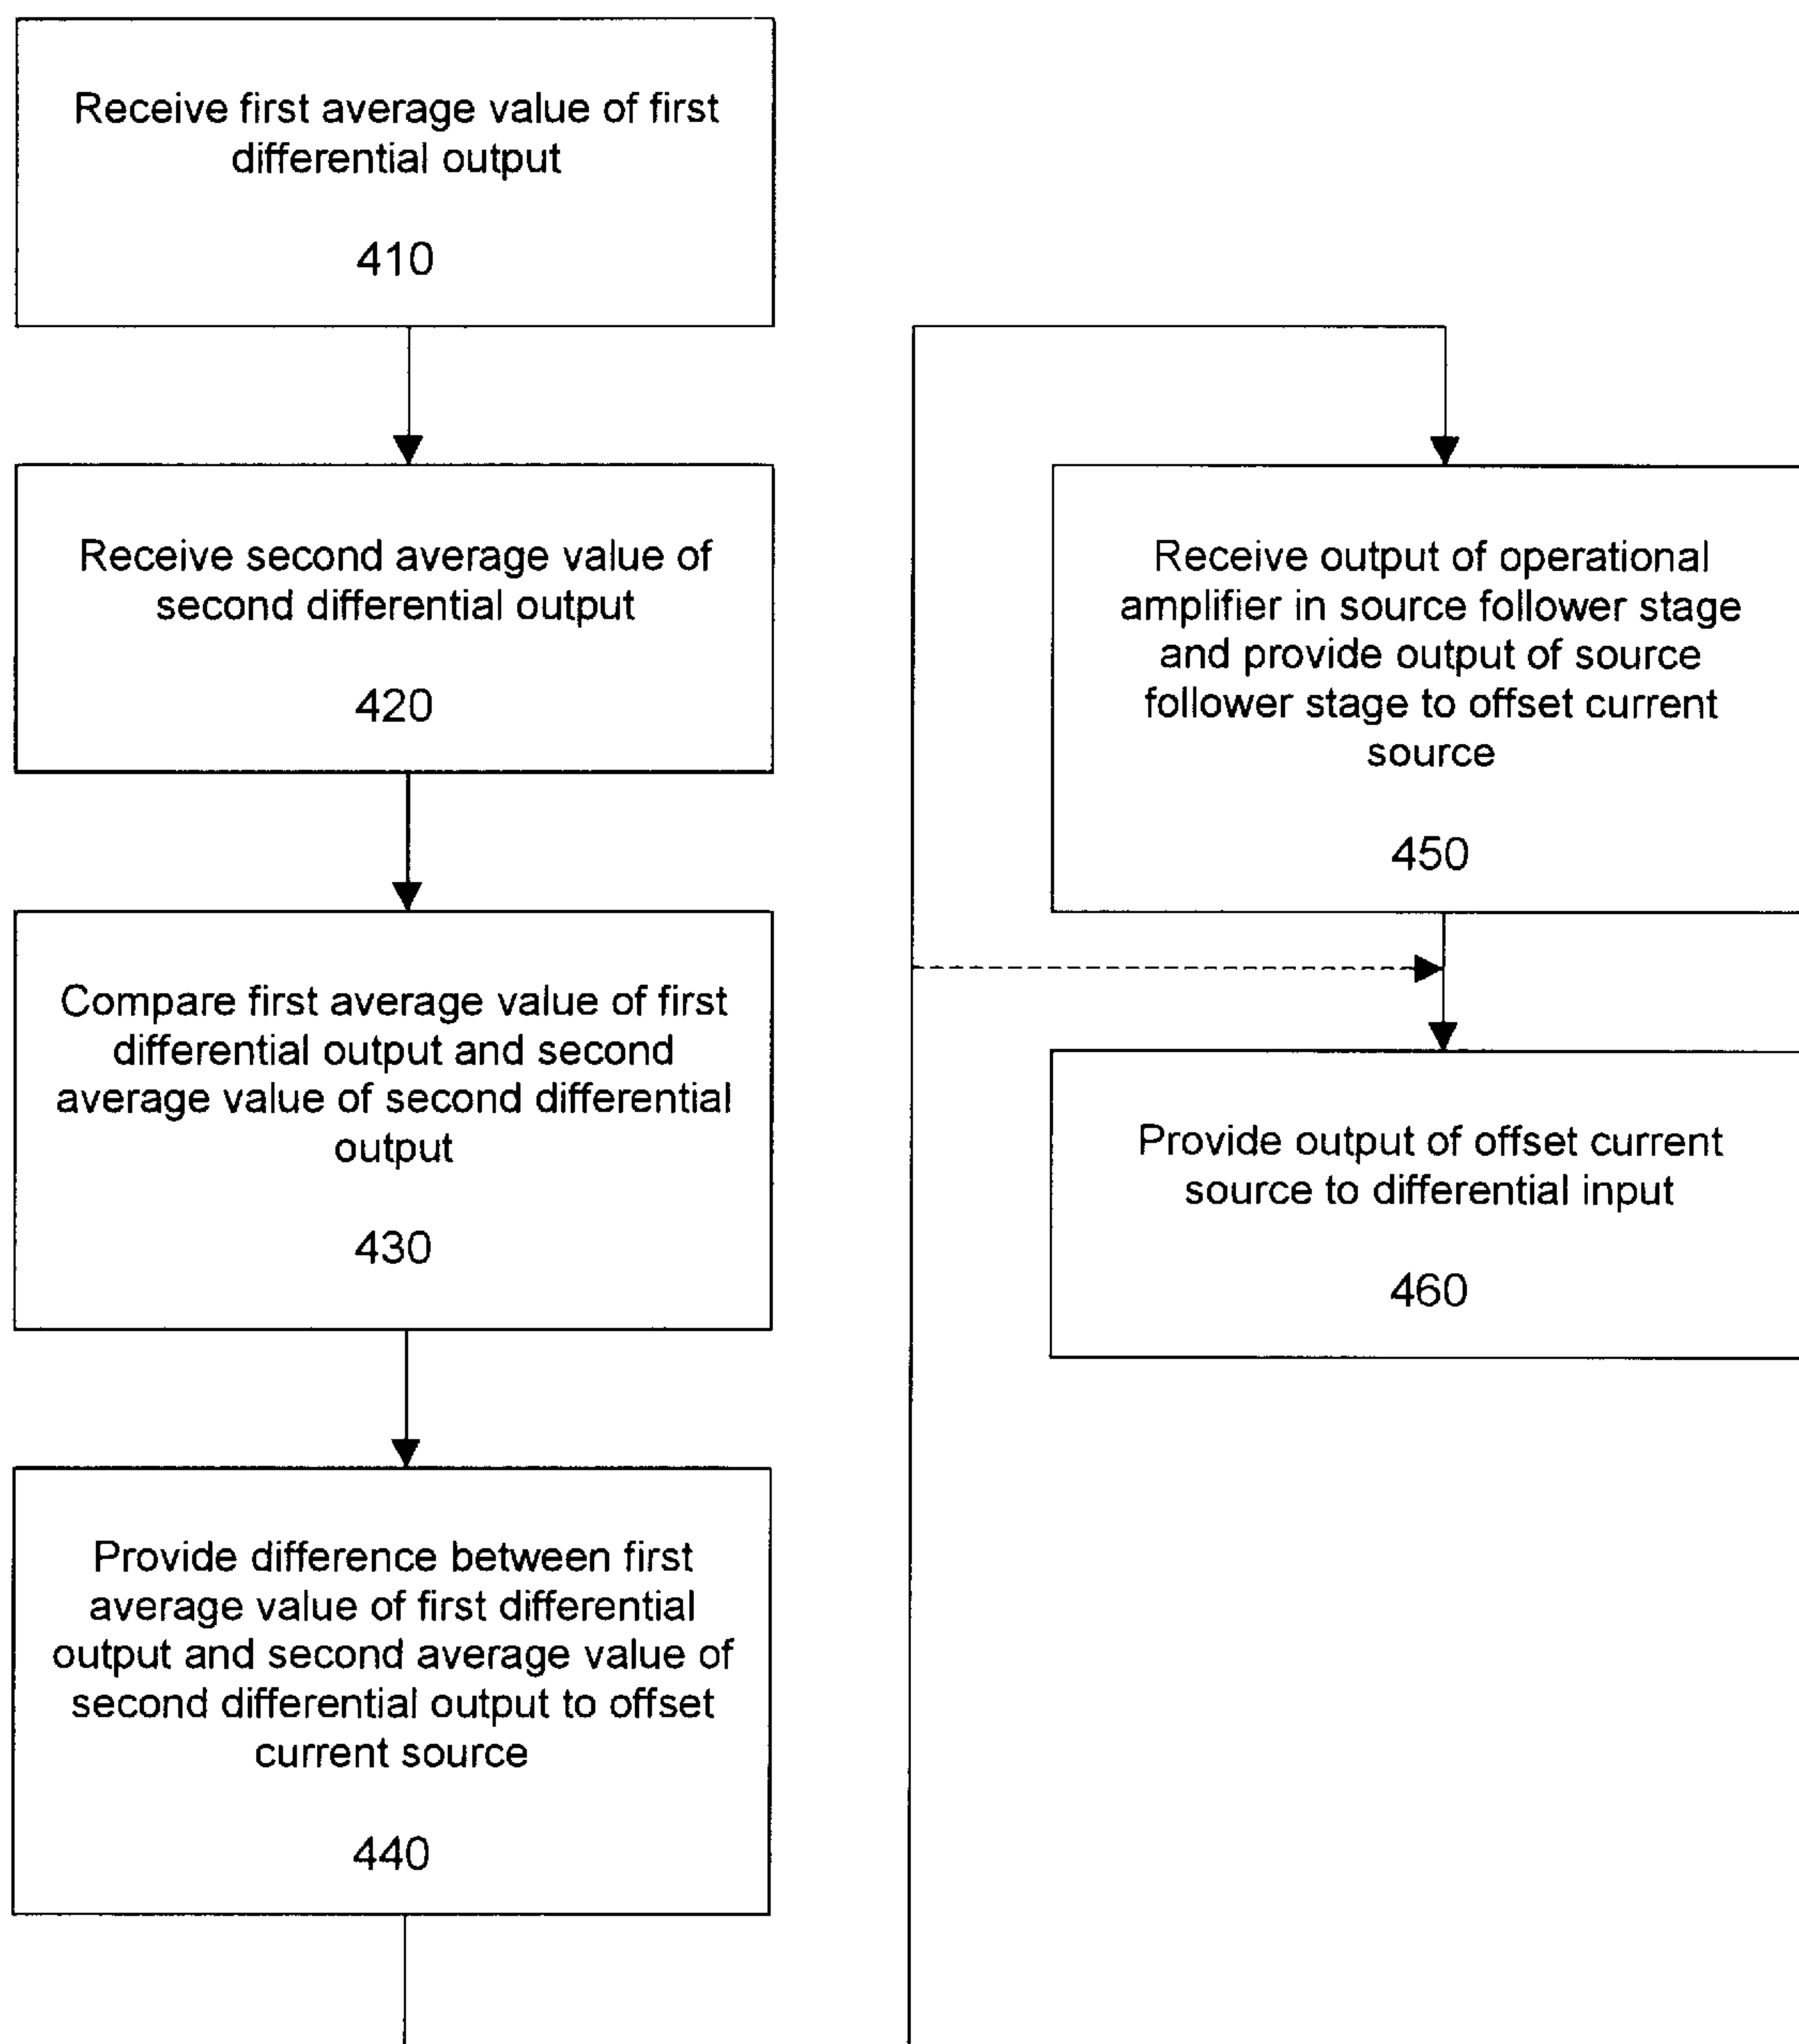 Receive first average value of first
differential output
410
Receive second average value of
second differential output
420
Compare first average value of first
differential output and second
average value of second differential
output
430
Provide difference between first
average value of first differential
output and second average value of
second differential output to offset
current source
440
Receive output of operational
amplifier in source follower stage
and provide output of source
follower stage to offset current
source
450
Provide output of offset current
source to differential input
460